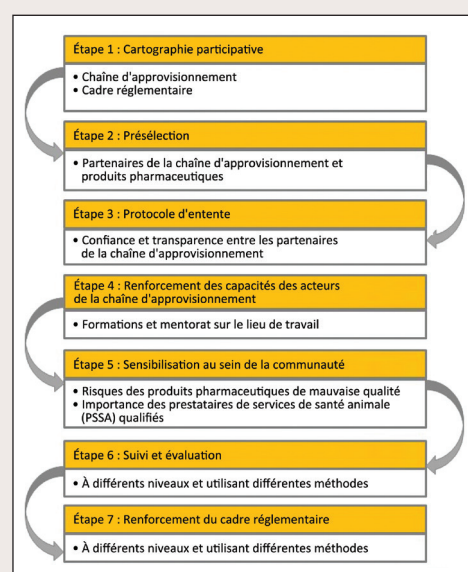 Étape 1 : Cartographie participative
• Chaîne d'approvisionnement
• Cadre réglementaire
Étape 2 : Présélection
• Partenaires de la chaîne d'approvisionnement et
produits pharmaceutiques
Étape 3 : Protocole d'entente
• Confiance et transparence entre les partenaires
de la chaîne d'approvisionnement
Étape 4 : Renforcement des capacités des acteurs
de la chaîne d'approvisionnement
• Formations et mentorat sur le lieu de travail
Étape 5 : Sensibilisation au sein de la communauté
• Risques des produits pharmaceutiques de mauvaise qualité
• Importance des prestataires de services de santé animale
(PSSA) qualifiés
Étape 6 : Suivi et évaluation
• À différents niveaux et utilisant différentes méthodes
Étape 7 : Renforcement du cadre réglementaire
• À différents niveaux et utilisant différentes méthodes